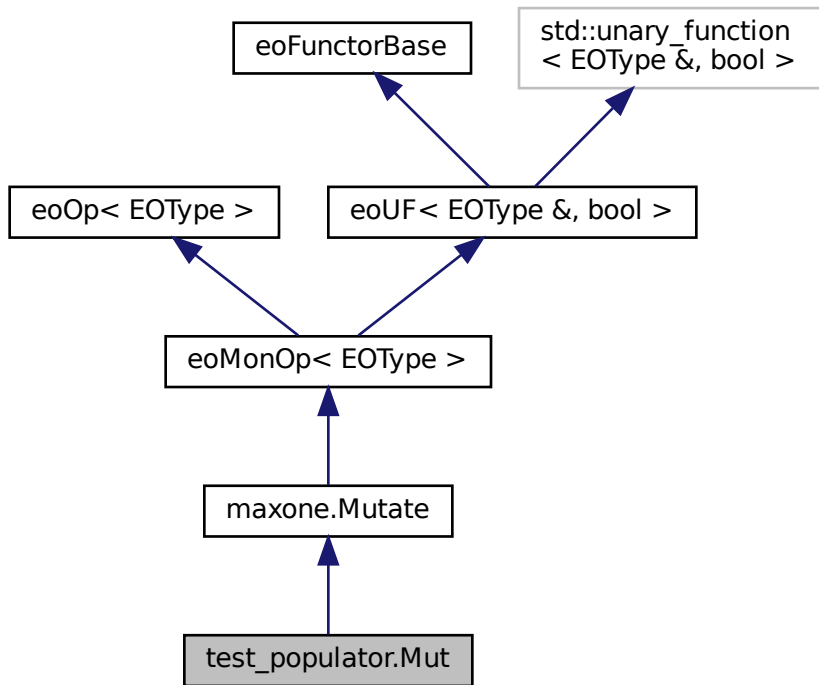 eoFunctorBase
std::unary_function
< EOType &, bool >
eoOp< EOType >
eoUF< EOType &, bool >
eoMonOp< EOType >
maxone.Mutate
test_populator.Mut